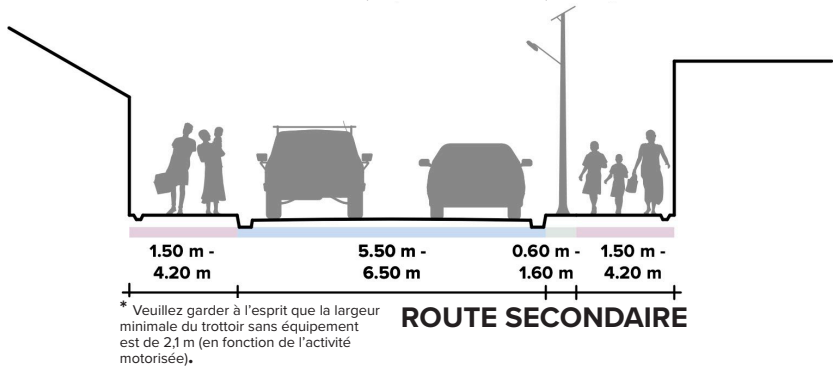 1.50 m -
4.20 m
5.50 m -
6.50 m
0.60 m -
1.60 m
1.50 m -
4.20 m
* Veuillez garder à l'esprit que la largeur
minimale du trottoir sans équipement
est de 2,1 m (en fonction de l'activité
motorisée).
ROUTE SECONDAIRE